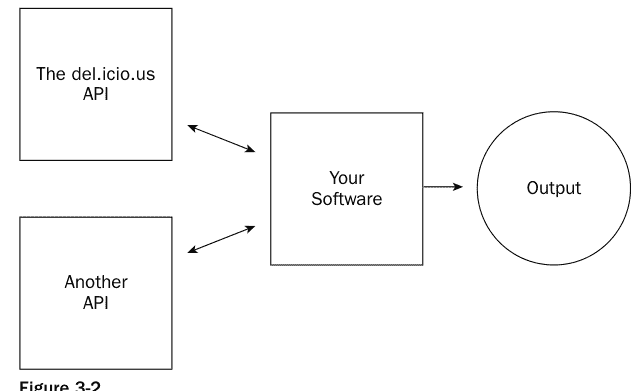 The del.icio.us
API
Your
Software
Output
Another
API
Figure 3-2